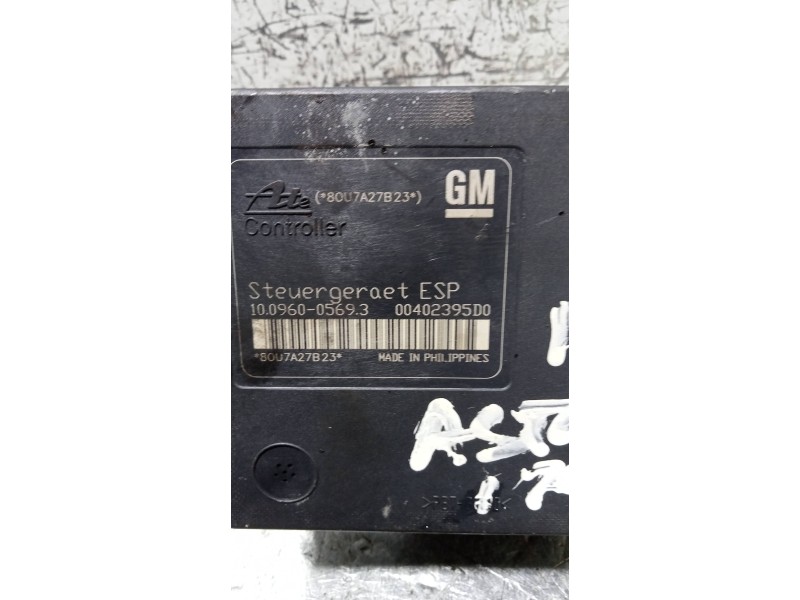 Ate (*80U7A27B23*) GM
Controller
Steuergeraet ESP
10.0960-0569.3 00402395D0
*80U7A27B23* MADE IN PHILIPPINES